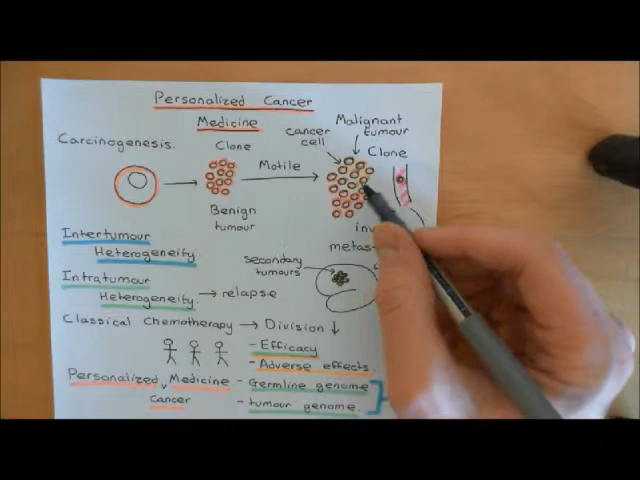 Personalized Cancer
Medicine
Carcinogenesis.
Clone
Motile
cancer
cell
Malignant
tumour
Clone
Benign
tumour
Intertumour
Heterogeneity
Intratumour
Heterogeneity. → relapse
secondary
tumours
Classical Chemotherapy → Division ↓
- Efficacy
- Adverse effects.
Personalized Medicine - Germline genome
Cancer - tumour genome.